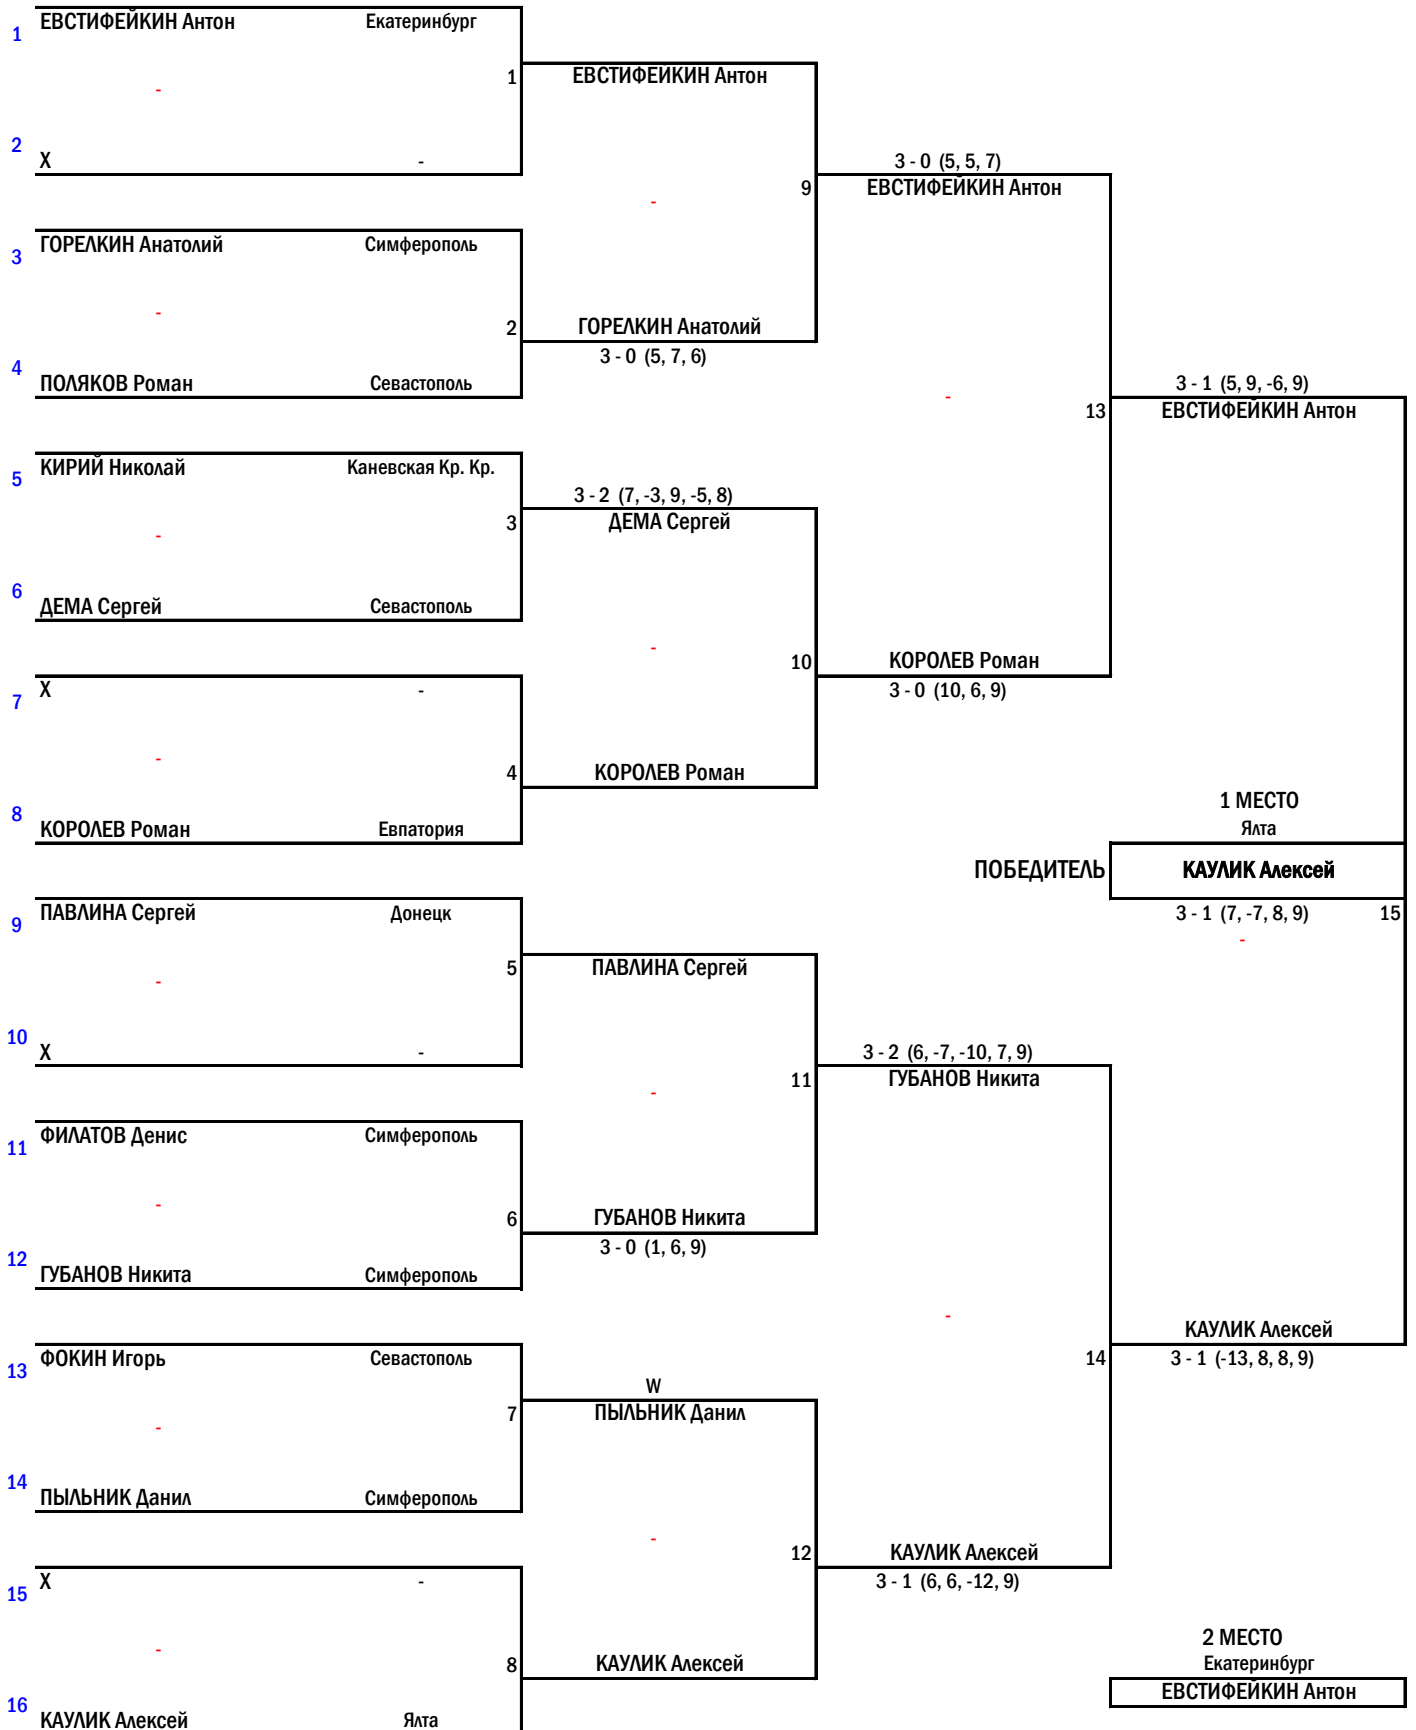 1 ЕВСТИФЕЙКИН Антон Екатеринбург
1 ЕВСТИФЕЙКИН Антон
-
2 X -
3 - 0 (5, 5, 7)
9 ЕВСТИФЕЙКИН Антон
-
3 ГОРЕЛКИН Анатолий Симферополь
-
2 ГОРЕЛКИН Анатолий
3 - 0 (5, 7, 6)
4 ПОЛЯКОВ Роман Севастополь
3 - 1 (5, 9, -6, 9)
-
13 ЕВСТИФЕЙКИН Антон
5 КИРИЙ Николай Каневская Кр. Кр.
3 - 2 (7, -3, 9, -5, 8)
3 ДЕМА Сергей
-
6 ДЕМА Сергей Севастополь
-
10 КОРОЛЕВ Роман
7 X -
3 - 0 (10, 6, 9)
-
4 КОРОЛЕВ Роман
1 МЕСТО
8 КОРОЛЕВ Роман Евпатория
Ялта
ПОБЕДИТЕЛЬ КАУЛИК Алексей
9 ПАВЛИНА Сергей Донецк
3 - 1 (7, -7, 8, 9) 15
-
5 ПАВЛИНА Сергей
-
10 X -
3 - 2 (6, -7, -10, 7, 9)
11 ГУБАНОВ Никита
-
11 ФИЛАТОВ Денис Симферополь
-
6 ГУБАНОВ Никита
3 - 0 (1, 6, 9)
12 ГУБАНОВ Никита Симферополь
-
КАУЛИК Алексей
13 ФОКИН Игорь Севастополь
14 3 - 1 (-13, 8, 8, 9)
W
7 ПЫЛЬНИК Данил
-
14 ПЫЛЬНИК Данил Симферополь
-
12 КАУЛИК Алексей
15 X -
3 - 1 (6, 6, -12, 9)
2 МЕСТО
-
8 КАУЛИК Алексей
Екатеринбург
ЕВСТИФЕЙКИН Антон
16 КАУЛИК Алексей Ялта